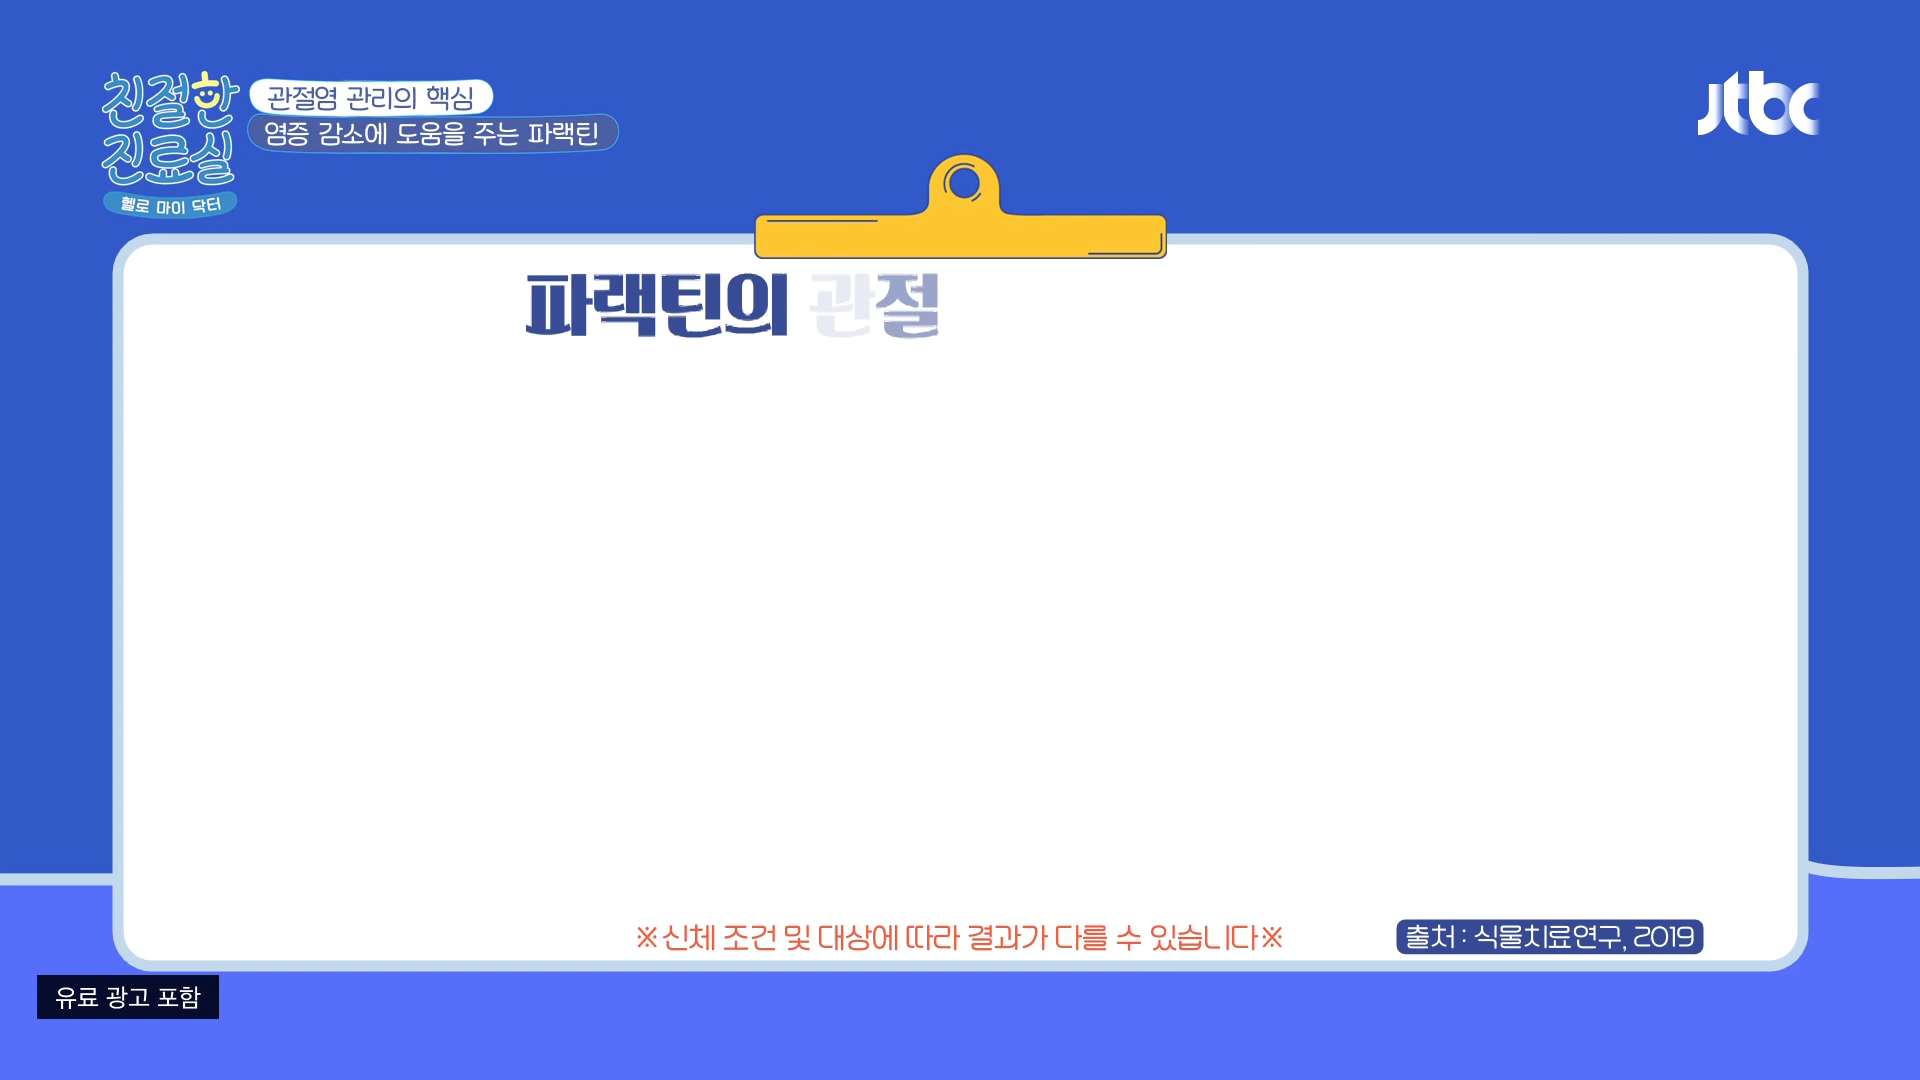 친절한
진료실
헬로 마이 닥터
관절염 관리의 핵심
염증 감소에 도움을 주는 파랙틴
jtbc
파랙틴의 관절
※신체 조건 및 대상에 따라 결과가 다를 수 있습니다※
출처 : 식물치료연구, 2019
유료 광고 포함